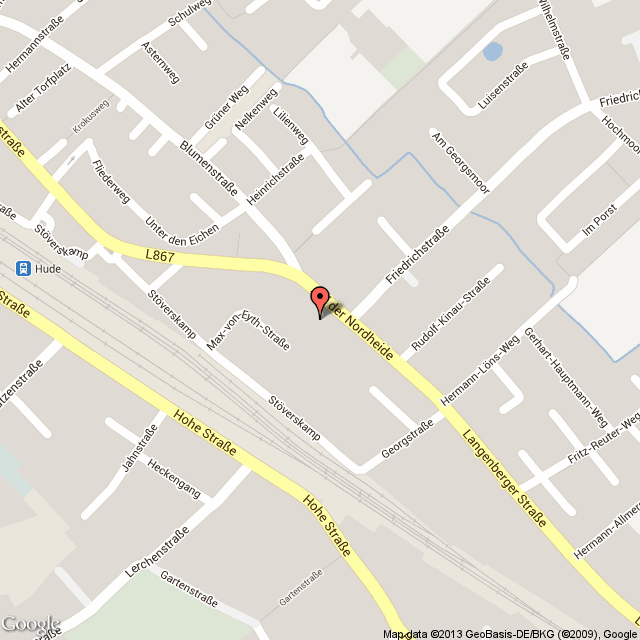 Schulweg
Hermannstraße
Asternweg
Wilhelmstraße
Alter Torfplatz
Luisenstraße
Grüner Weg
Nelkenweg
Friedrich
Krokusweg
Lilienweg
Hochmoor
Blumenstraße
Am Georgsmoor
straße
Heinrichstraße
Fliederweg
Im Porst
Unter den Eichen
Stöverskamp
L867
Friedrichstraße
Hude
Straße
Stöverskamp
Rudolf-Kinau-Straße
der Nordheide
Max-von-Eyth-Straße
Hermann-Löns-Weg
Gerhart-Hauptmann-Weg
Stöverskamp
Hohe Straße
Georgstraße
Jahnstraße
Fritz-Reuter-Weg
Langenberger Straße
Heckengang
Hohe Straße
Hermann-Allmers
Lerchenstraße
Gartenstraße
Gartenstraße
Google
Map data ©2013 GeoBasis-DE/BKG (©2009), Google